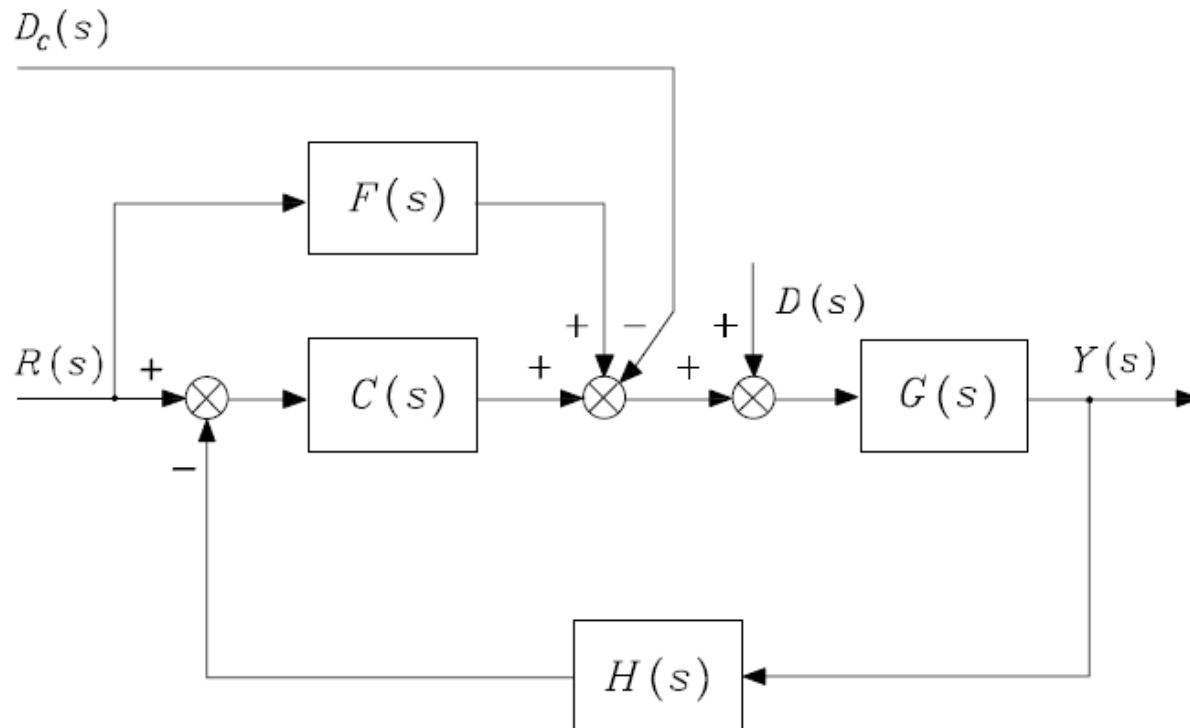 D_c(s)
F(s)
+ − + D(s)
R(s) + C(s) + + G(s) Y(s)
−
H(s)